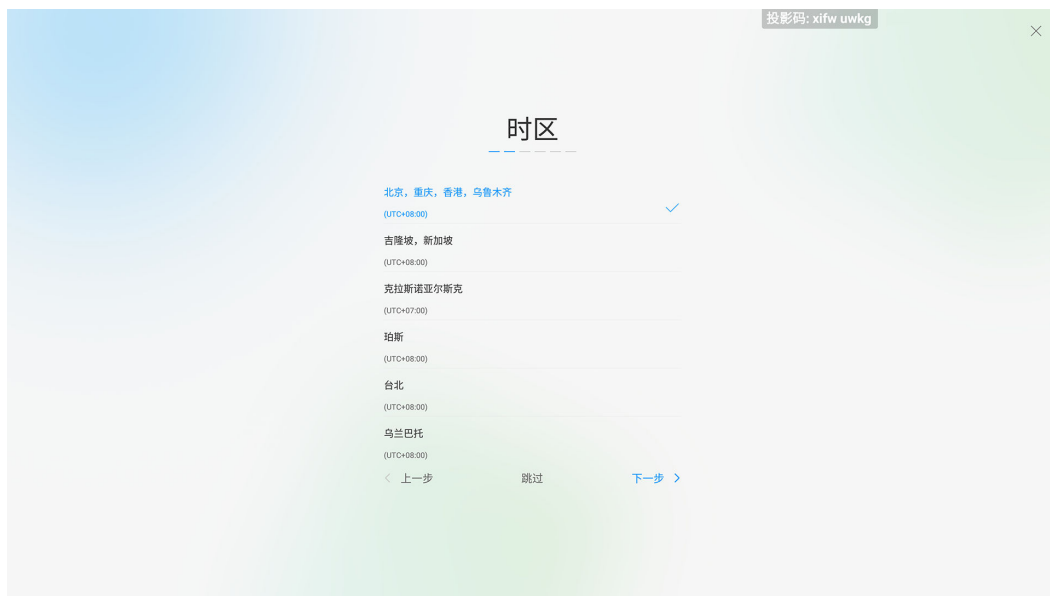 投影码: xifw uwkg
时区
北京，重庆，香港，乌鲁木齐
(UTC+08:00)
吉隆坡，新加坡
(UTC+08:00)
克拉斯诺亚尔斯克
(UTC+07:00)
珀斯
(UTC+08:00)
台北
(UTC+08:00)
乌兰巴托
(UTC+08:00)
上一步 跳过 下一步